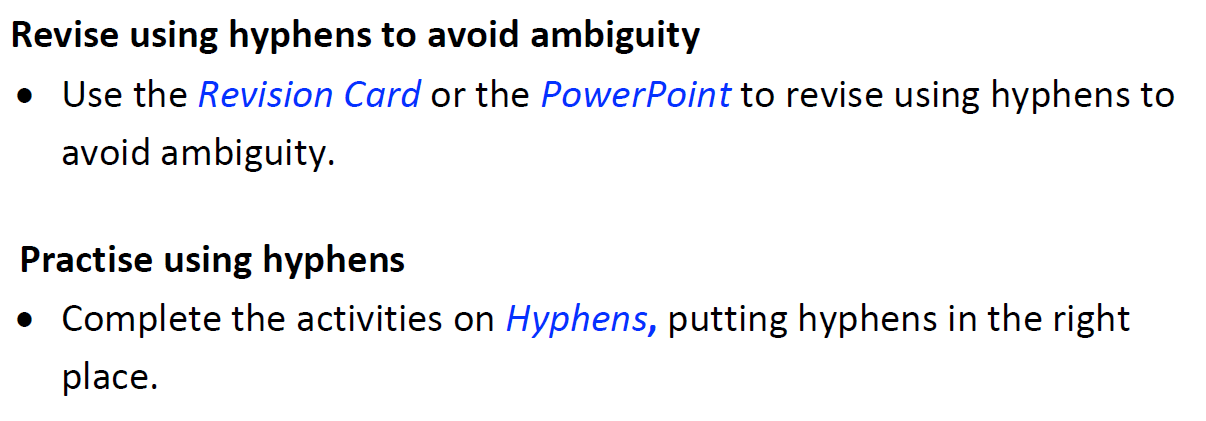 Revise using hyphens to avoid ambiguity
• Use the Revision Card or the PowerPoint to revise using hyphens to
avoid ambiguity.
Practise using hyphens
• Complete the activities on Hyphens, putting hyphens in the right
place.